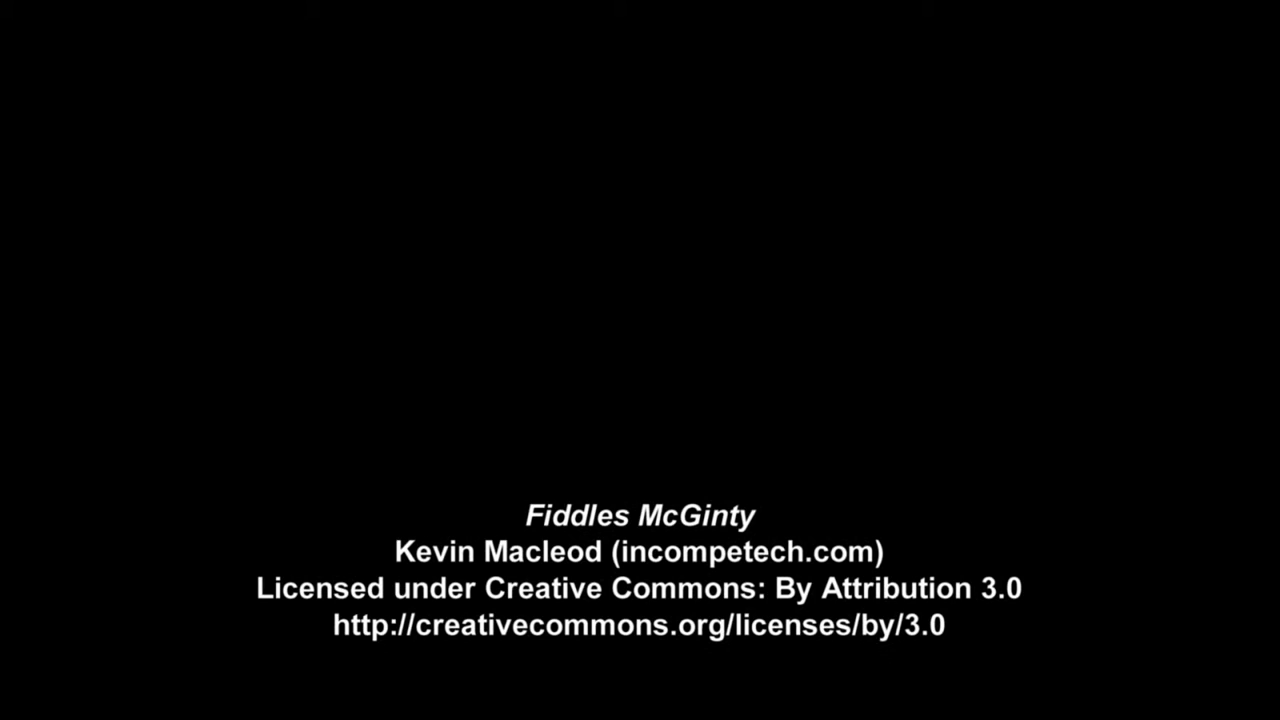 Fiddles McGinty
Kevin Macleod (incompetech.com)
Licensed under Creative Commons: By Attribution 3.0
http://creativecommons.org/licenses/by/3.0